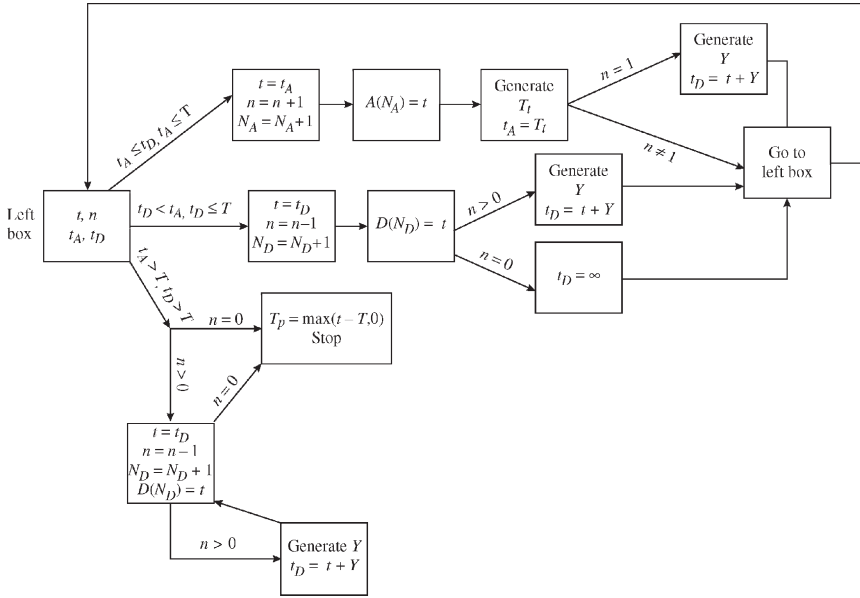 Generate
Y
t_D = t + Y
t = t_A
n = n + 1
N_A = N_A + 1
A(N_A) = t
Generate
T_t
t_A = T_t
n = 1
n ≠ 1
t_A ≤ t_D, t_A ≤ T
Go to
left box
Left
box
t, n
t_A, t_D
t_D < t_A, t_D ≤ T
t = t_D
n = n–1
N_D = N_D + 1
D(N_D) = t
n > 0
Generate
Y
t_D = t + Y
n = 0
t_D = ∞
t_A > T, t_D > T
n = 0
T_p = max(t – T,0)
Stop
n > 0
n = 0
t = t_D
n = n – 1
N_D = N_D + 1
D(N_D) = t
n > 0
Generate Y
t_D = t + Y